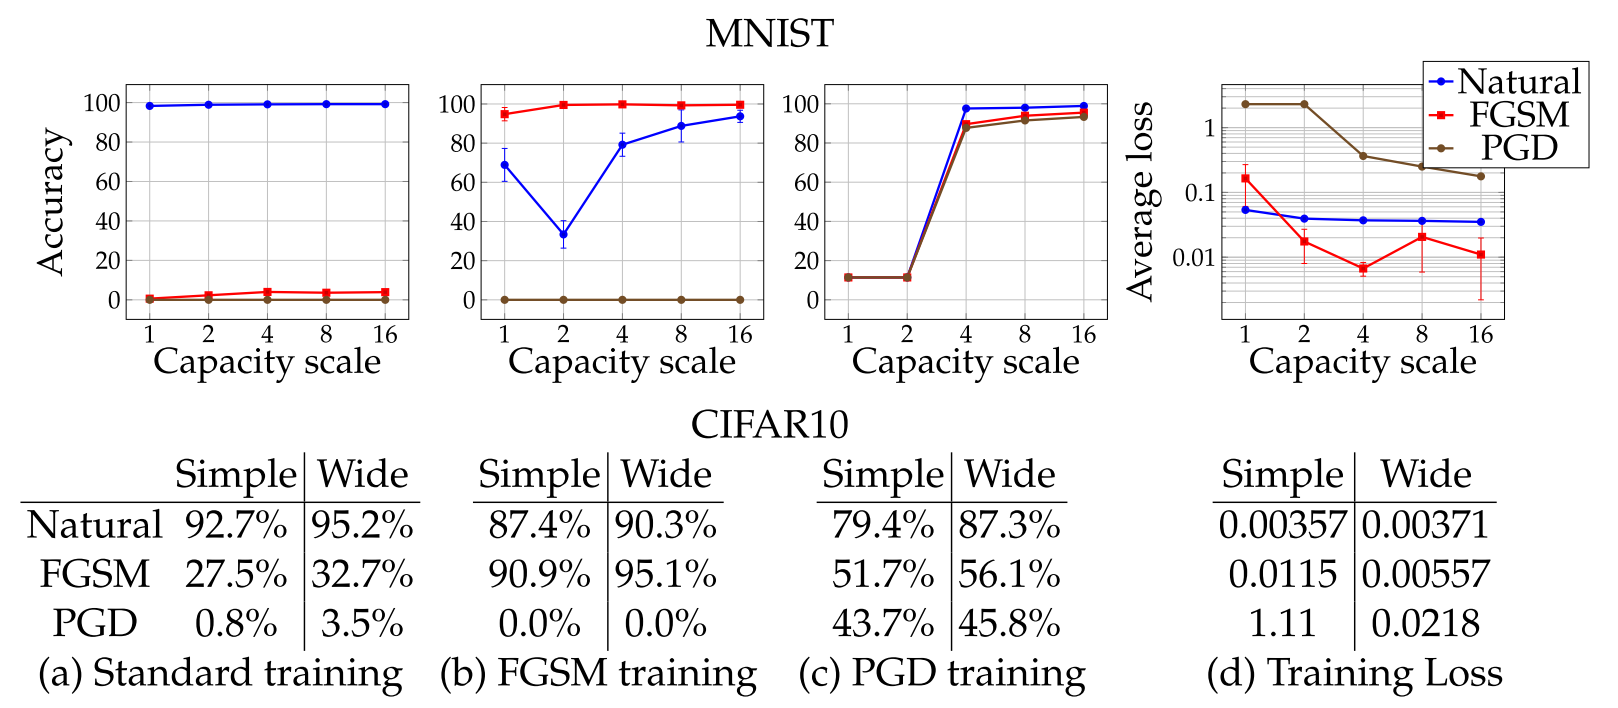 MNIST
Accuracy
100
80
60
40
20
0
1 2 4 8 16
Capacity scale
100
80
60
40
20
0
1 2 4 8 16
Capacity scale
100
80
60
40
20
0
1 2 4 8 16
Capacity scale
Average loss
1
0.1
0.01
1 2 4 8 16
Capacity scale
Natural
FGSM
PGD
CIFAR10
Simple Wide Simple Wide Simple Wide Simple Wide
Natural 92.7% 95.2% 87.4% 90.3% 79.4% 87.3% 0.00357 0.00371
FGSM 27.5% 32.7% 90.9% 95.1% 51.7% 56.1% 0.0115 0.00557
PGD 0.8% 3.5% 0.0% 0.0% 43.7% 45.8% 1.11 0.0218
(a) Standard training (b) FGSM training (c) PGD training (d) Training Loss